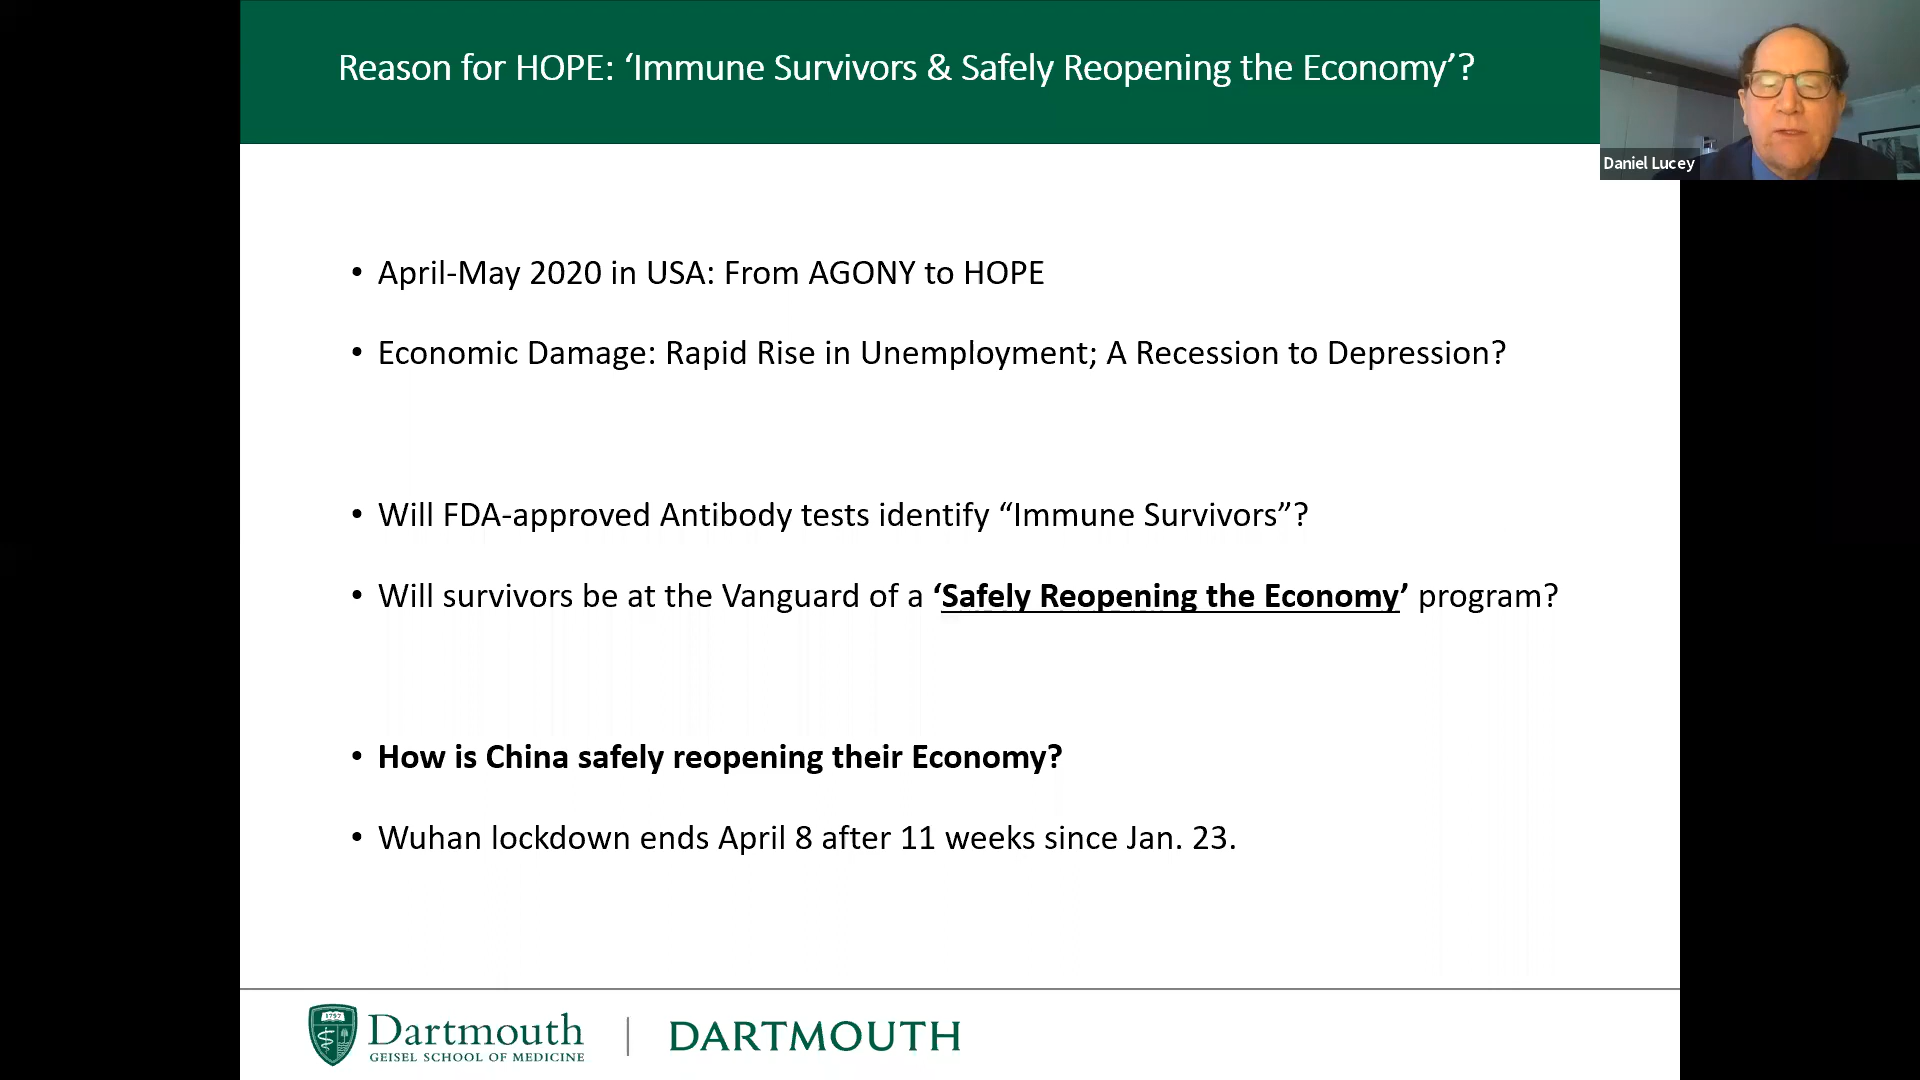 Reason for HOPE: ‘Immune Survivors & Safely Reopening the Economy’?
Daniel Lucey
• April-May 2020 in USA: From AGONY to HOPE
• Economic Damage: Rapid Rise in Unemployment; A Recession to Depression?
• Will FDA-approved Antibody tests identify “Immune Survivors”?
• Will survivors be at the Vanguard of a ‘Safely Reopening the Economy’ program?
• How is China safely reopening their Economy?
• Wuhan lockdown ends April 8 after 11 weeks since Jan. 23.
1797
Dartmouth
GEISEL SCHOOL OF MEDICINE
DARTMOUTH